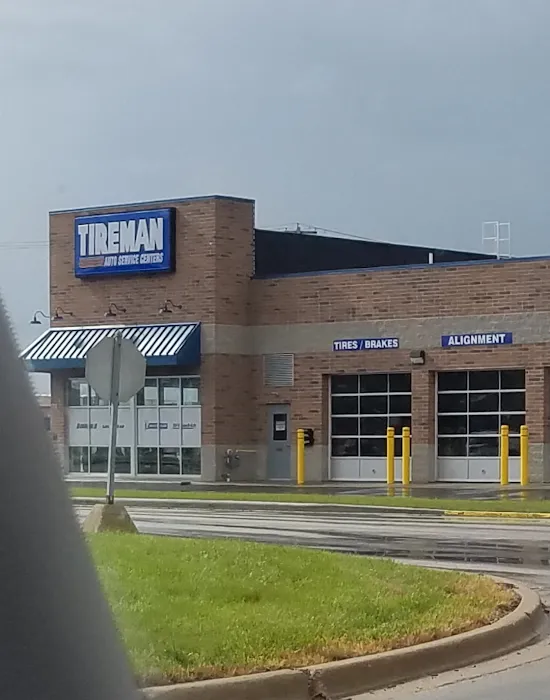 TIREMAN
AUTO SERVICE CENTERS
TIRES / BRAKES
ALIGNMENT